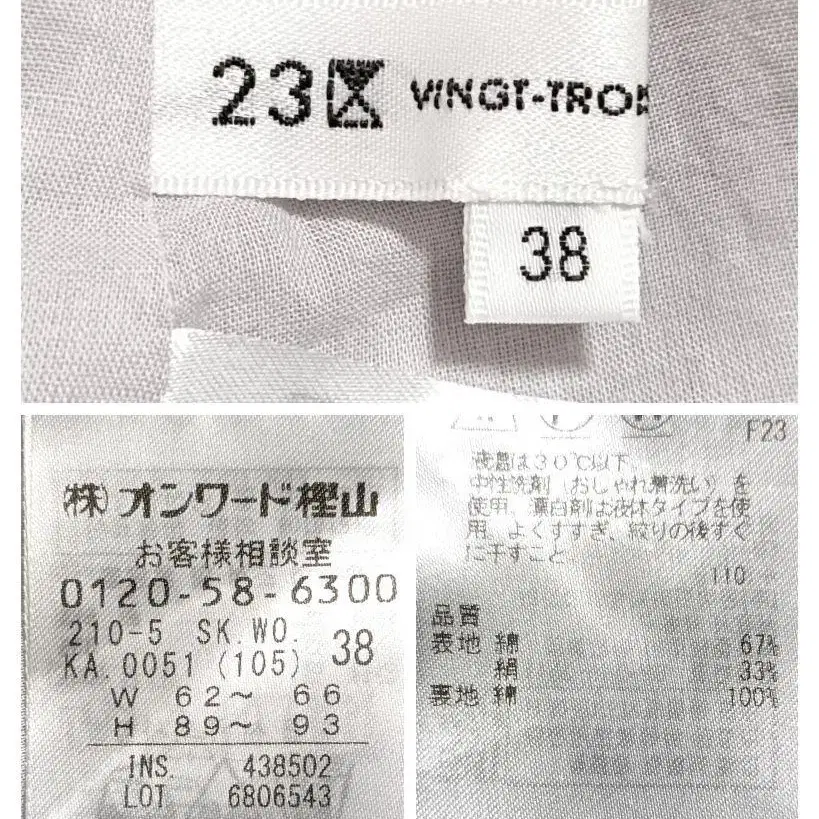 23区 VINGT-TROIS
38
㈱オンワード樫山
お客様相談室
0120-58-6300
210-5 SK.WO.
KA.0051 (105) 38
W 62～ 66
H 89～ 93
INS. 438502
LOT 6806543
F23
液温は30℃以下。
中性洗剤（おしゃれ着洗い）を
使用。漂白剤は液体タイプを使
用。よくすすぎ、絞りの後すぐ
に干すこと。
110
品質
表地 綿 67%
絹 33%
裏地 綿 100%